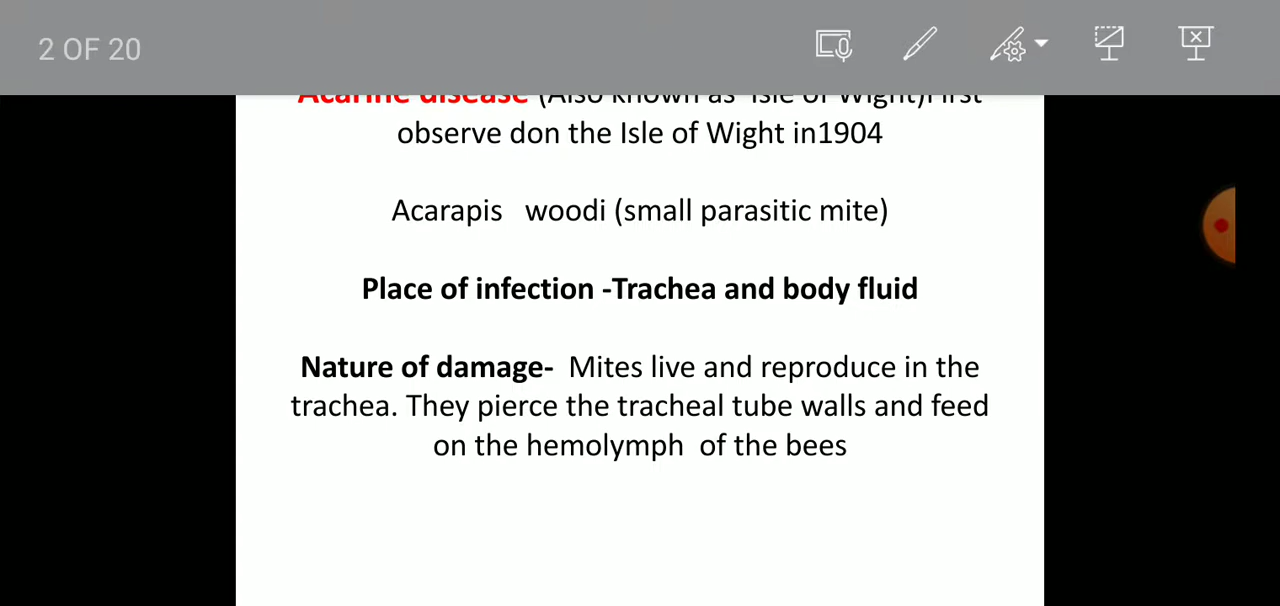 2 OF 20
Acarine disease (Also known as Isle of Wight)First
observe don the Isle of Wight in1904
Acarapis woodi (small parasitic mite)
Place of infection -Trachea and body fluid
Nature of damage- Mites live and reproduce in the
trachea. They pierce the tracheal tube walls and feed
on the hemolymph of the bees